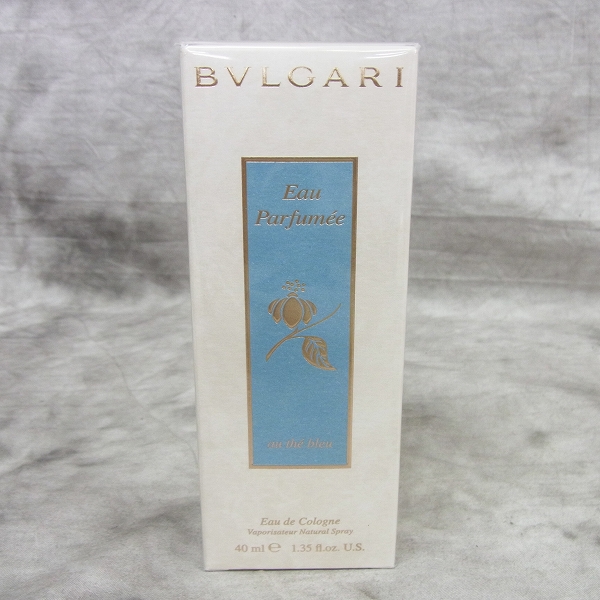 BVLGARI
Eau
Parfumée
au thé bleu
Eau de Cologne
Vaporisateur Natural Spray
40 ml ℮ 1.35 fl.oz. U.S.